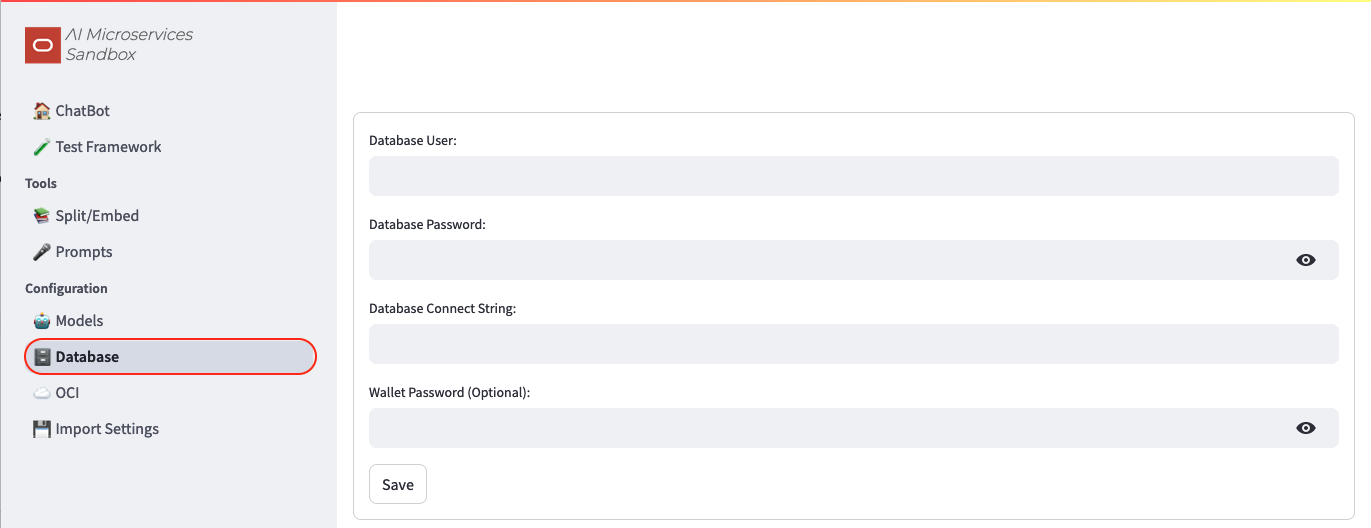 AI Microservices
Sandbox
ChatBot
Test Framework
Tools
Split/Embed
Prompts
Configuration
Models
Database
OCI
Import Settings
Database User:
Database Password:
Database Connect String:
Wallet Password (Optional):
Save